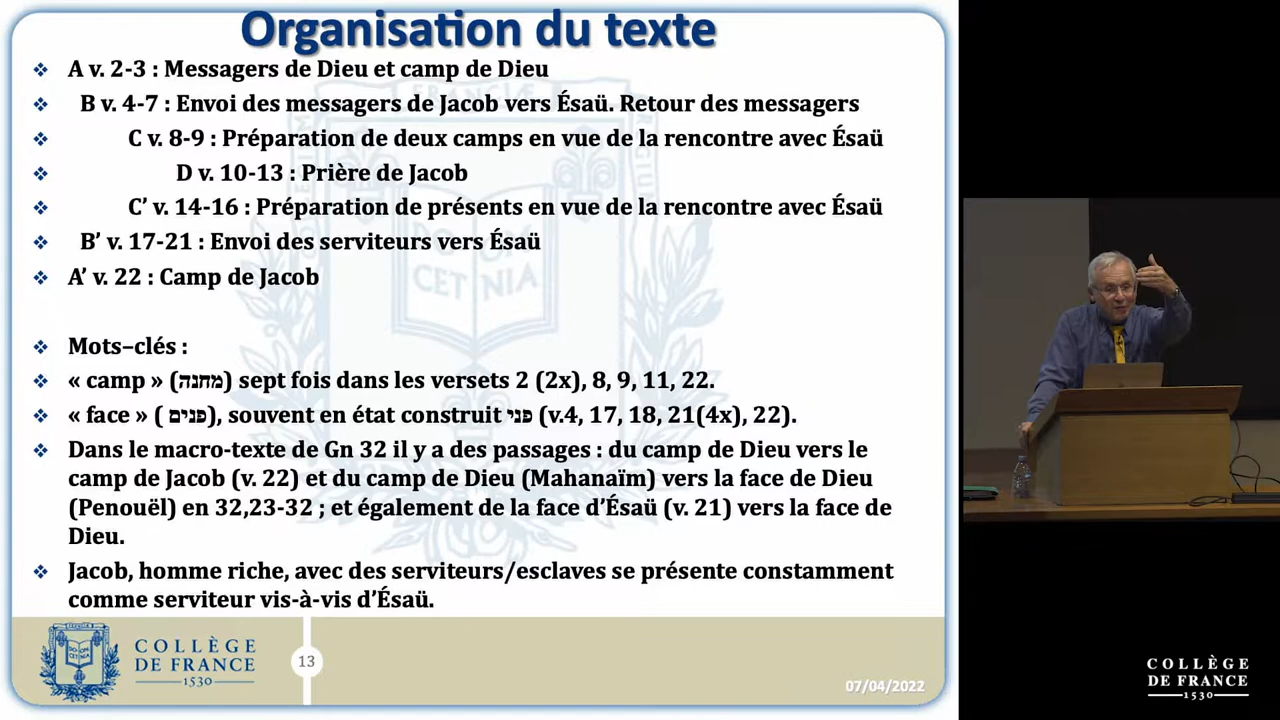 Organisation du texte
❖ A v. 2-3 : Messagers de Dieu et camp de Dieu
❖ B v. 4-7 : Envoi des messagers de Jacob vers Ésaü. Retour des messagers
❖ C v. 8-9 : Préparation de deux camps en vue de la rencontre avec Ésaü
❖ D v. 10-13 : Prière de Jacob
❖ C’ v. 14-16 : Préparation de présents en vue de la rencontre avec Ésaü
❖ B’ v. 17-21 : Envoi des serviteurs vers Ésaü
❖ A’ v. 22 : Camp de Jacob
❖ Mots–clés :
❖ « camp » (מחנה) sept fois dans les versets 2 (2x), 8, 9, 11, 22.
❖ « face » ( פנים), souvent en état construit פני (v.4, 17, 18, 21(4x), 22).
❖ Dans le macro-texte de Gn 32 il y a des passages : du camp de Dieu vers le
camp de Jacob (v. 22) et du camp de Dieu (Mahanaïm) vers la face de Dieu
(Penouël) en 32,23-32 ; et également de la face d’Ésaü (v. 21) vers la face de
Dieu.
❖ Jacob, homme riche, avec des serviteurs/esclaves se présente constamment
comme serviteur vis-à-vis d’Ésaü.
COLLÈGE
DE FRANCE
1530
13
07/04/2022
COLLÈGE
DE FRANCE
1530